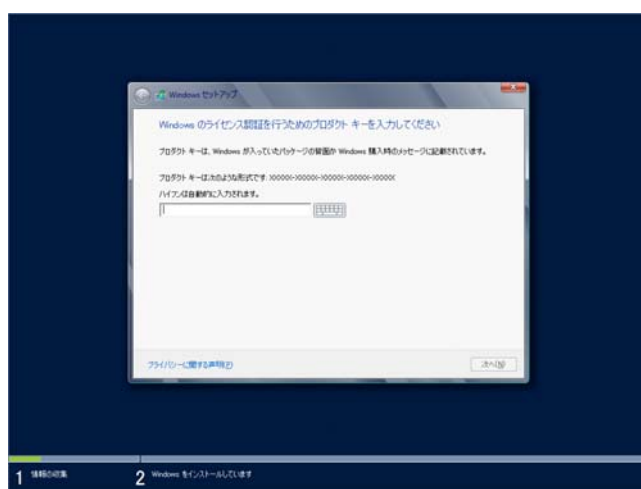 Windows セットアップ
Windows のライセンス認証を行うためのプロダクト キーを入力してください
プロダクト キーは、Windows が入っていたパッケージの背面か Windows 購入時のメッセージに記載されています。
プロダクト キーは次のような形式です: XXXXX-XXXXX-XXXXX-XXXXX-XXXXX
ハイフンは自動的に入力されます。
プライバシーに関する声明(P)
次へ(N)
1 情報の収集
2 Windows をインストールしています